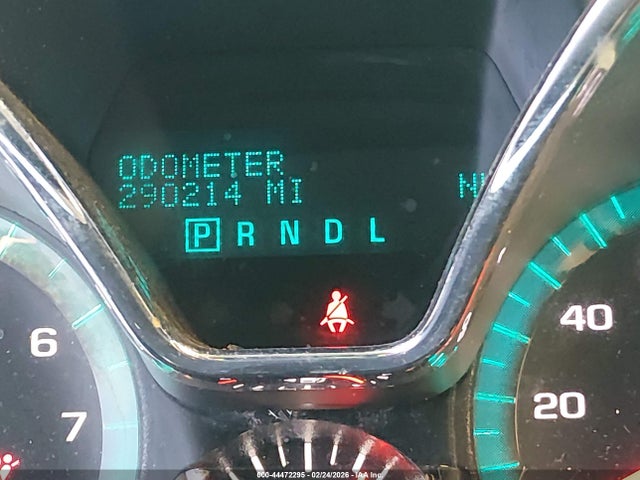 ODOMETER
290214 MI
P R N D L
6
7
40
20
000-44472295 - 02/24/2026 - IAA Inc.